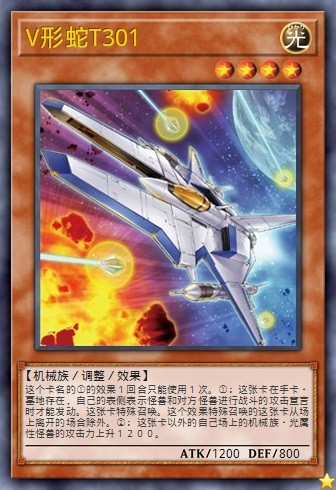 V形蛇T301
光
【机械族／调整／效果】
这个卡名的①的效果1回合只能使用1次。①：这张卡在手卡·
墓地存在，自己的表侧表示怪兽和对方怪兽进行战斗的攻击宣言
时才能发动。这张卡特殊召唤。这个效果特殊召唤的这张卡从场
上离开的场合除外。②：这张卡以外的自己场上的机械族·光属
性怪兽的攻击力上升１２００。
ATK/1200 DEF/800